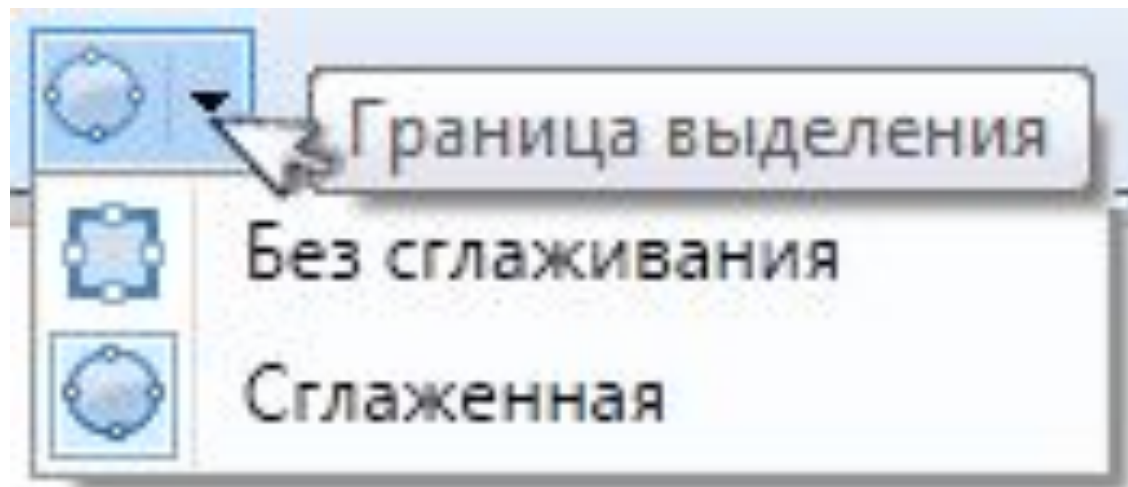 Граница выделения
Без сглаживания
Сглаженная